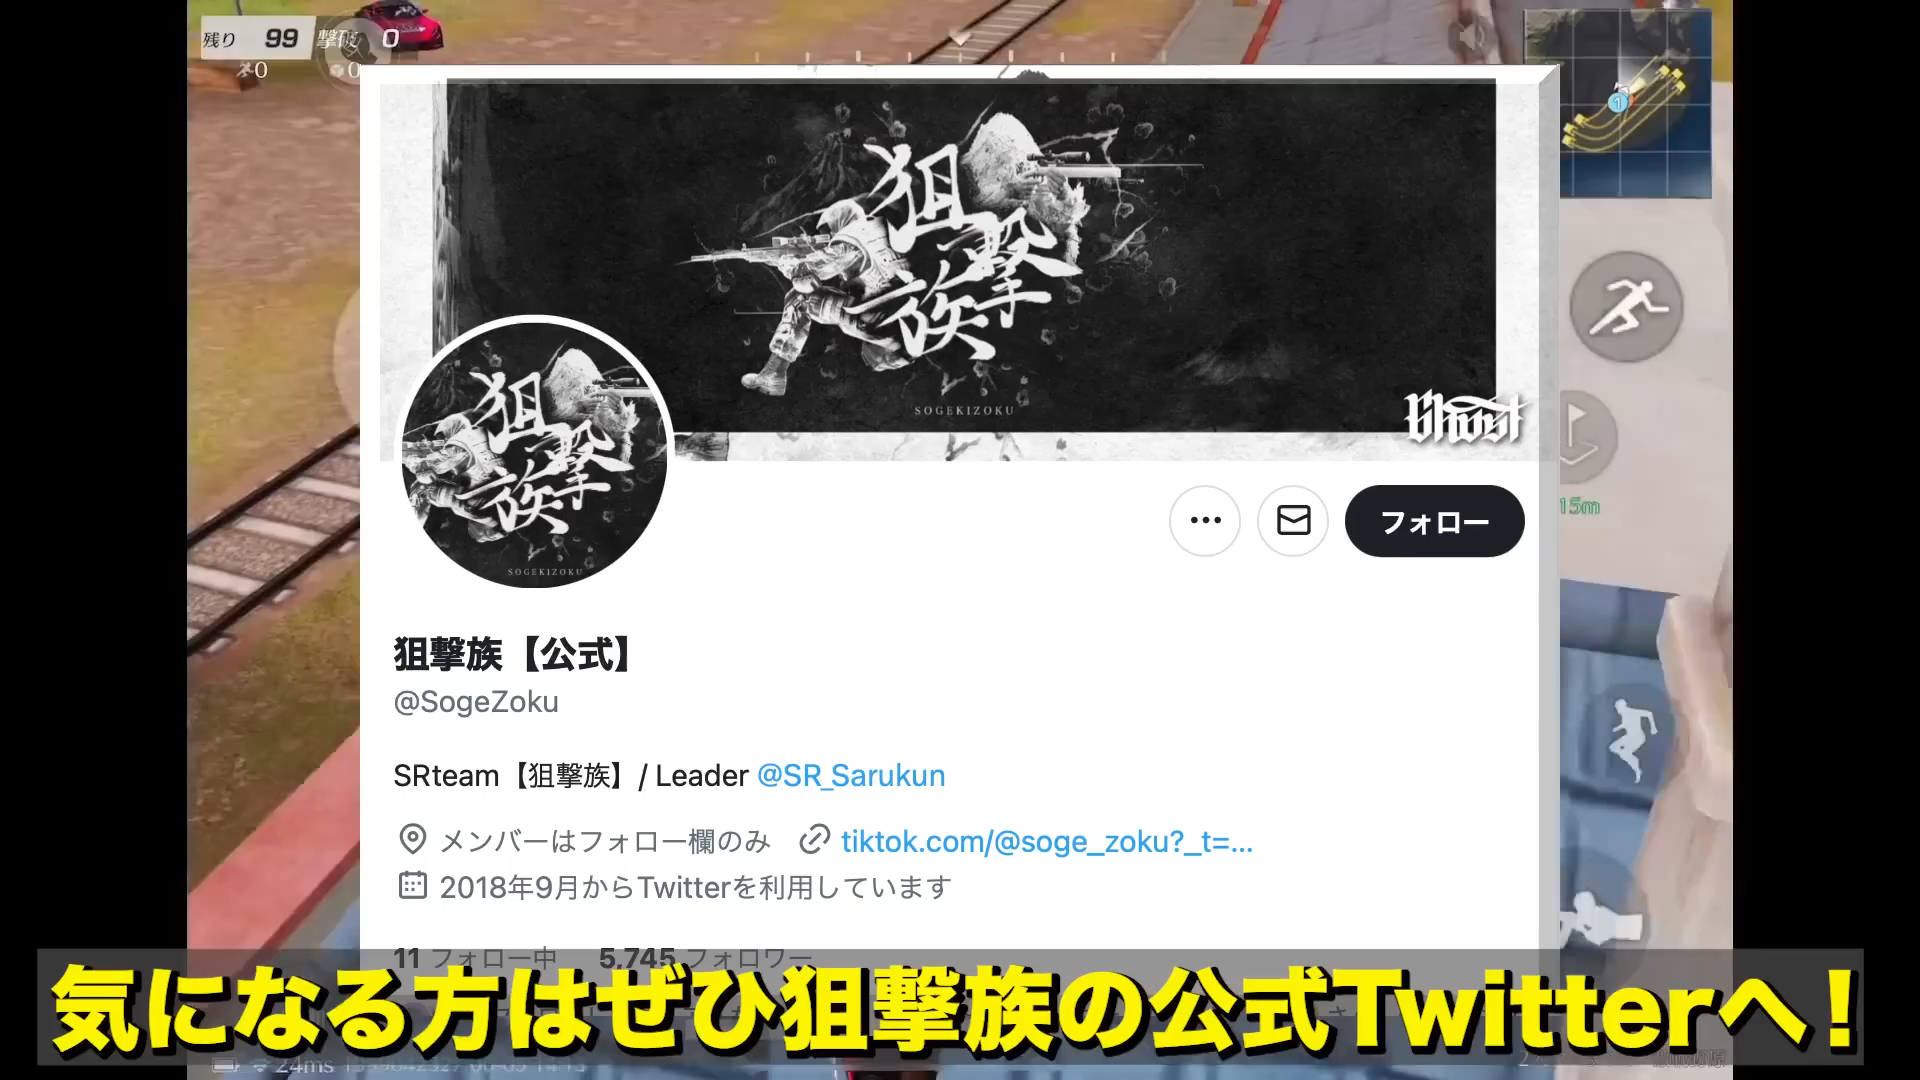 残り 99 撃破 0
0 0
狙撃族
SOGEKIZOKU
Ghost
狙撃族
SOGEKIZOKU
フォロー
15m
狙撃族【公式】
@SogeZoku
SRteam【狙撃族】/ Leader @SR_Sarukun
メンバーはフォロー欄のみ tiktok.com/@soge_zoku?_t=...
2018年9月からTwitterを利用しています
11 フォロー中 5,745 フォロワー
気になる方はぜひ狙撃族の公式Twitterへ!
24ms